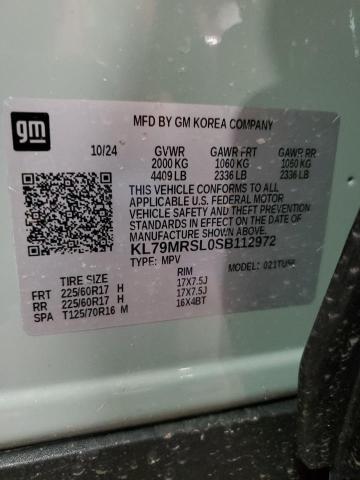 gm
MFD BY GM KOREA COMPANY
10/24 GVWR GAWR FRT GAWR RR
2000 KG 1060 KG 1060 KG
4409 LB 2336 LB 2336 LB
THIS VEHICLE CONFORMS TO ALL
APPLICABLE U.S. FEDERAL MOTOR
VEHICLE SAFETY AND THEFT PREVENTION
STANDARDS IN EFFECT ON THE DATE OF
MANUFACTURE SHOWN ABOVE.
KL79MRSL0SB112972
TYPE: MPV MODEL:
TIRE SIZE RIM
FRT 225/60R17 H 17X7.5J
RR 225/60R17 H 17X7.5J
SPA T125/70R16 M 16X4BT